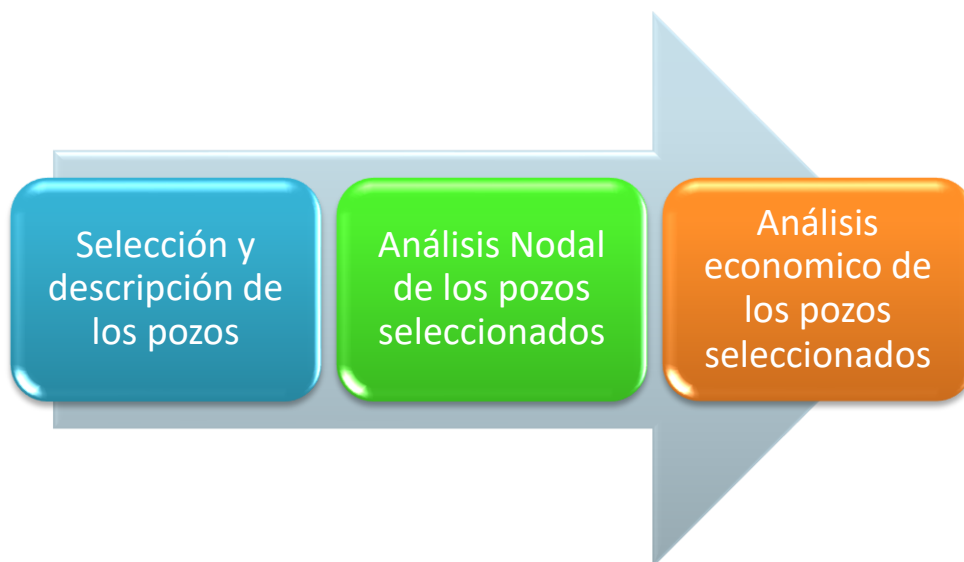 Selección y
descripción de
los pozos
Análisis Nodal
de los pozos
seleccionados
Análisis
economico de
los pozos
seleccionados